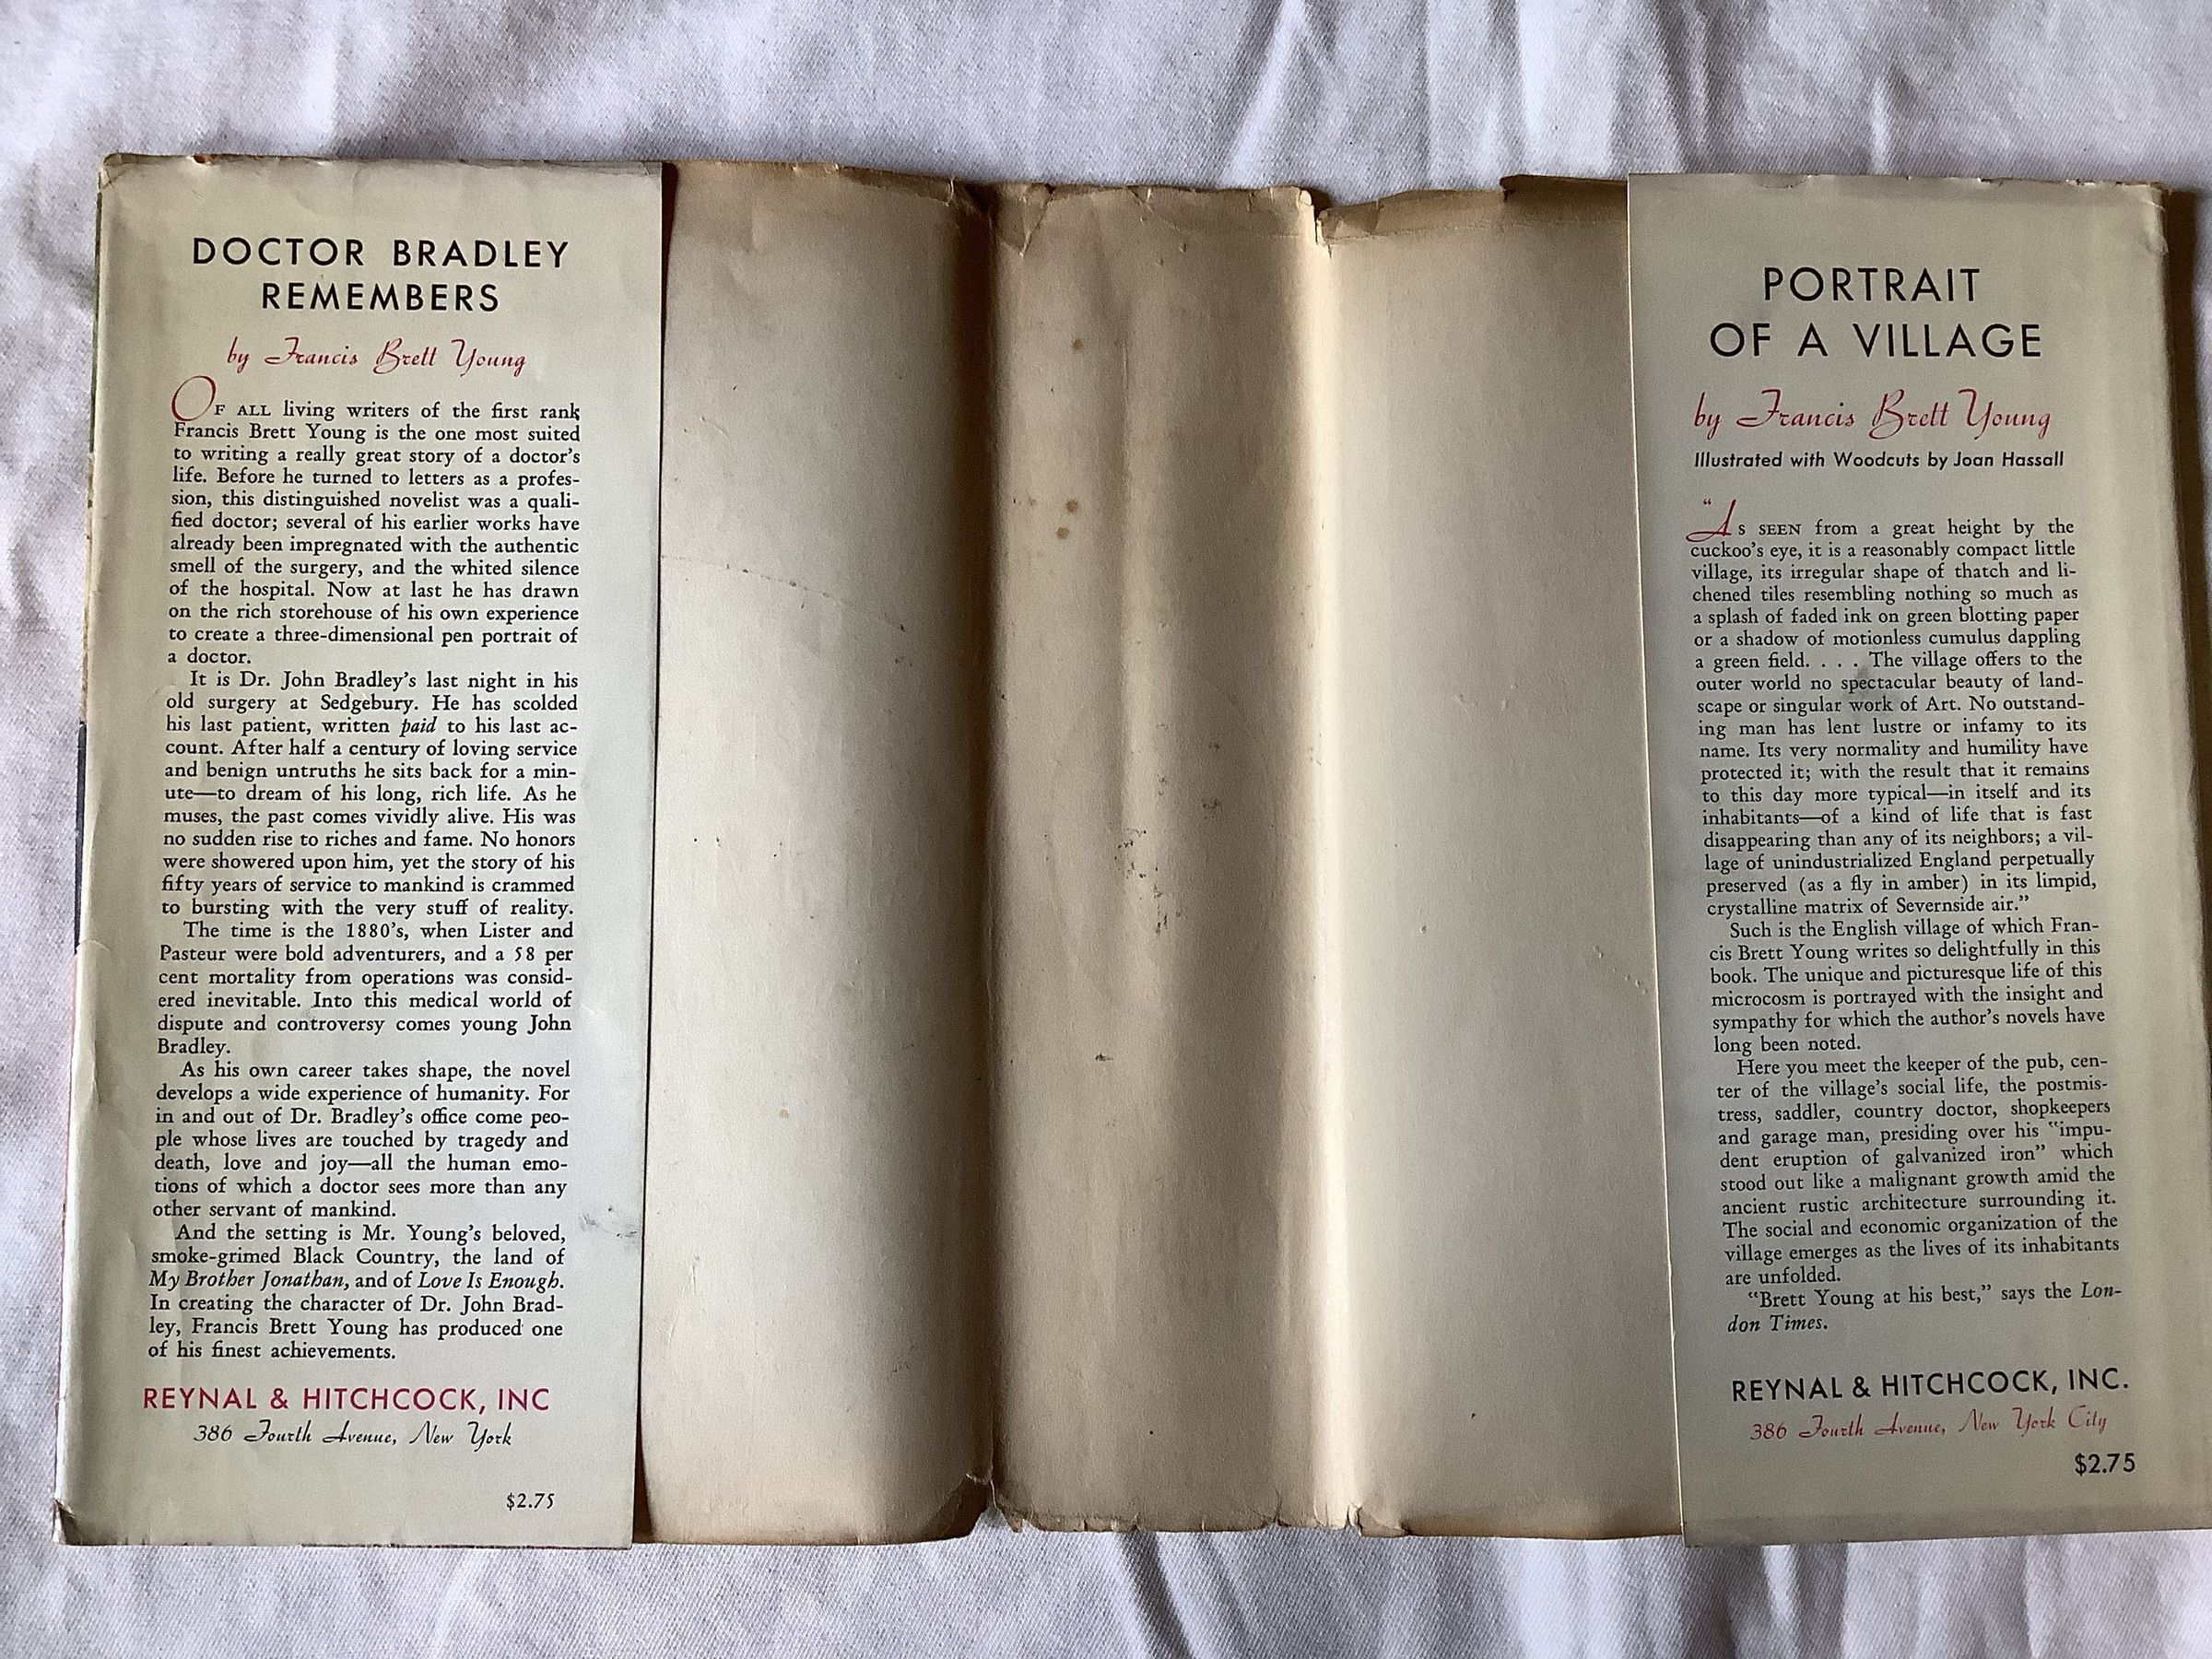 DOCTOR BRADLEY
REMEMBERS
by Francis Brett Young
OF ALL living writers of the first rank
Francis Brett Young is the one most suited
to writing a really great story of a doctor's
life. Before he turned to letters as a profes-
sion, this distinguished novelist was a quali-
fied doctor; several of his earlier works have
already been impregnated with the authentic
smell of the surgery, and the whited silence
of the hospital. Now at last he has drawn
on the rich storehouse of his own experience
to create a three-dimensional pen portrait of
a doctor.
It is Dr. John Bradley's last night in his
old surgery at Sedgebury. He has scolded
his last patient, written paid to his last ac-
count. After half a century of loving service
and benign untruths he sits back for a min-
ute—to dream of his long, rich life. As he
muses, the past comes vividly alive. His was
no sudden rise to riches and fame. No honors
were showered upon him, yet the story of his
fifty years of service to mankind is crammed
to bursting with the very stuff of reality.
The time is the 1880's, when Lister and
Pasteur were bold adventurers, and a 58 per
cent mortality from operations was consid-
ered inevitable. Into this medical world of
dispute and controversy comes young John
Bradley.
As his own career takes shape, the novel
develops a wide experience of humanity. For
in and out of Dr. Bradley's office come peo-
ple whose lives are touched by tragedy and
death, love and joy—all the human emo-
tions of which a doctor sees more than any
other servant of mankind.
And the setting is Mr. Young's beloved,
smoke-grimed Black Country, the land of
My Brother Jonathan, and of Love Is Enough.
In creating the character of Dr. John Brad-
ley, Francis Brett Young has produced one
of his finest achievements.
REYNAL & HITCHCOCK, INC
386 Fourth Avenue, New York
$2.75
PORTRAIT
OF A VILLAGE
by Francis Brett Young
Illustrated with Woodcuts by Joan Hassall
"AS SEEN from a great height by the
cuckoo's eye, it is a reasonably compact little
village, its irregular shape of thatch and li-
chened tiles resembling nothing so much as
a splash of faded ink on green blotting paper
or a shadow of motionless cumulus dappling
a green field. . . . The village offers to the
outer world no spectacular beauty of land-
scape or singular work of Art. No outstand-
ing man has lent lustre or infamy to its
name. Its very normality and humility have
protected it; with the result that it remains
to this day more typical—in itself and its
inhabitants—of a kind of life that is fast
disappearing than any of its neighbors; a vil-
lage of unindustrialized England perpetually
preserved (as a fly in amber) in its limpid,
crystalline matrix of Severnside air."
Such is the English village of which Fran-
cis Brett Young writes so delightfully in this
book. The unique and picturesque life of this
microcosm is portrayed with the insight and
sympathy for which the author's novels have
long been noted.
Here you meet the keeper of the pub, cen-
ter of the village's social life, the postmis-
tress, saddler, country doctor, shopkeepers
and garage man, presiding over his "impu-
dent eruption of galvanized iron" which
stood out like a malignant growth amid the
ancient rustic architecture surrounding it.
The social and economic organization of the
village emerges as the lives of its inhabitants
are unfolded.
"Brett Young at his best," says the Lon-
don Times.
REYNAL & HITCHCOCK, INC.
386 Fourth Avenue, New York City
$2.75